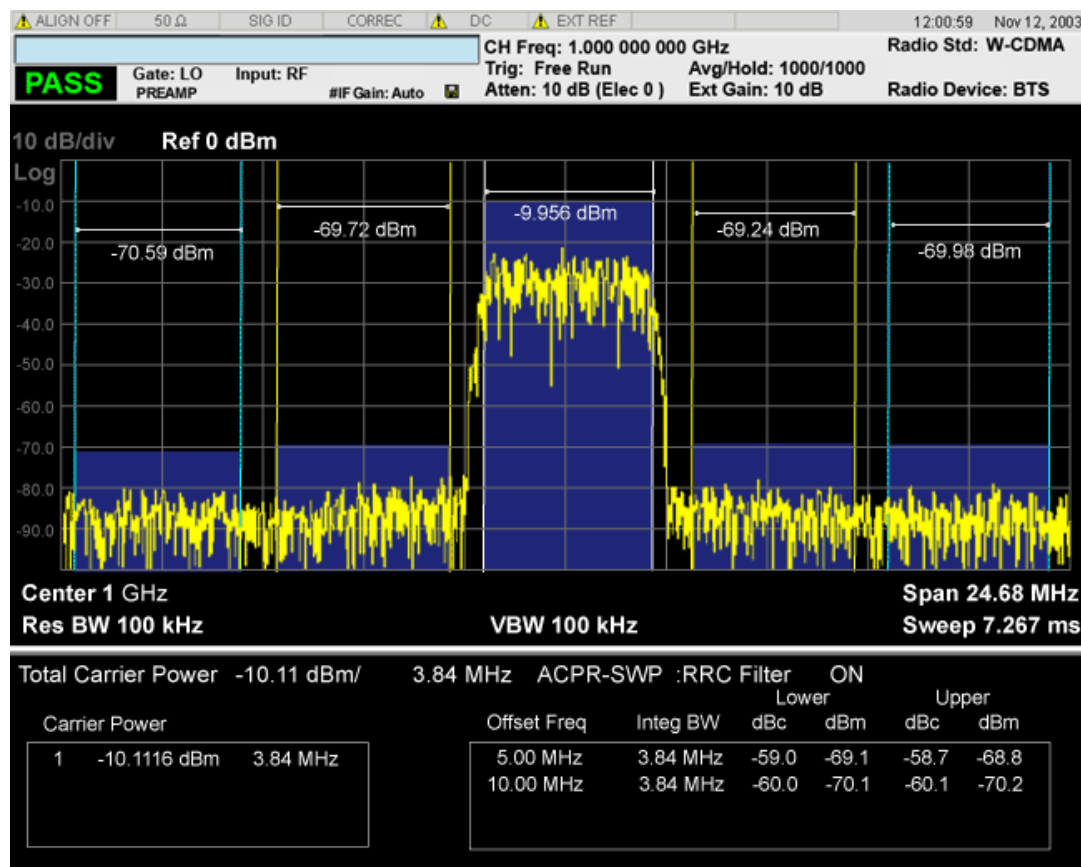 ALIGN OFF 50 Ω SIG ID CORREC DC EXT REF 12:00:59 Nov 12, 2003
CH Freq: 1.000 000 000 GHz Radio Std: W-CDMA
PASS Gate: LO Input: RF Trig: Free Run Avg/Hold: 1000/1000
PREAMP #IF Gain: Auto Atten: 10 dB (Elec 0 ) Ext Gain: 10 dB Radio Device: BTS
10 dB/div Ref 0 dBm
Log
-10.0
-9.956 dBm
-69.72 dBm -69.24 dBm
-20.0
-70.59 dBm -69.98 dBm
-30.0
-40.0
-50.0
-60.0
-70.0
-80.0
-90.0
Center 1 GHz Span 24.68 MHz
Res BW 100 kHz VBW 100 kHz Sweep 7.267 ms
Total Carrier Power -10.11 dBm/ 3.84 MHz ACPR-SWP :RRC Filter ON
Lower Upper
Carrier Power Offset Freq Integ BW dBc dBm dBc dBm
1 -10.1116 dBm 3.84 MHz 5.00 MHz 3.84 MHz -59.0 -69.1 -58.7 -68.8
10.00 MHz 3.84 MHz -60.0 -70.1 -60.1 -70.2